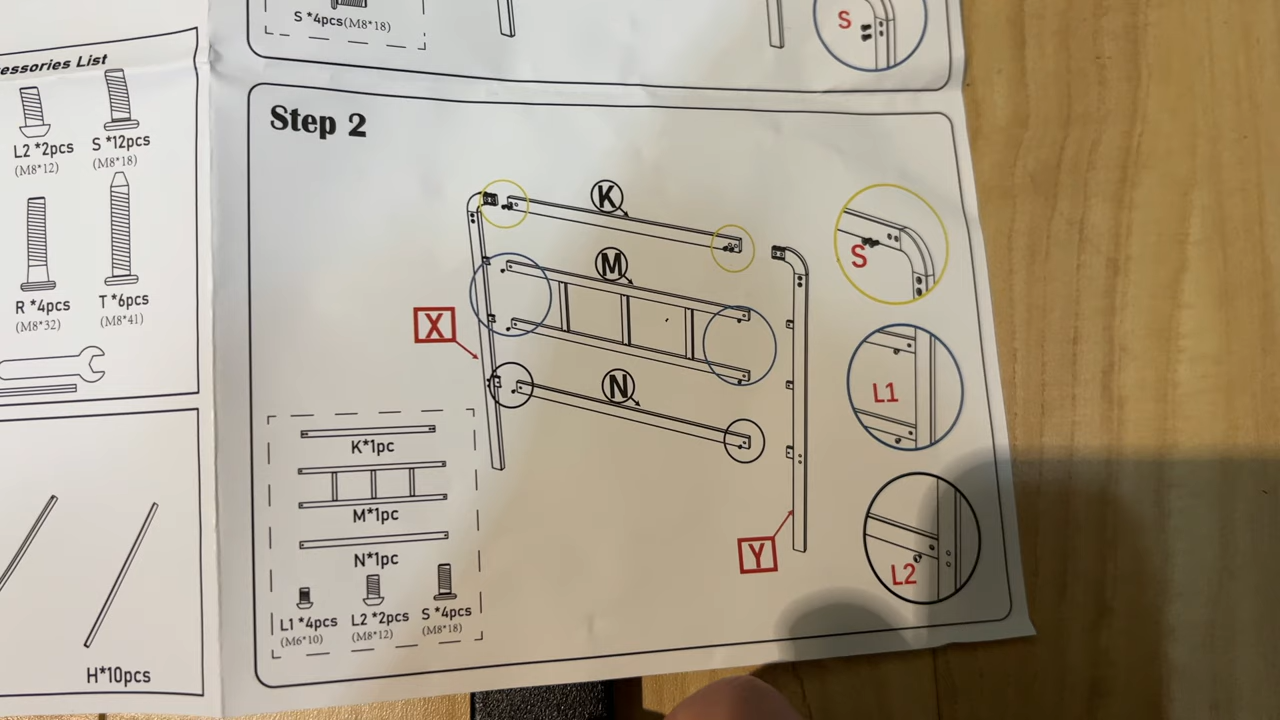 S *4pcs(M8*18)
S
essories List
L2 *2pcs
(M8*12)
S *12pcs
(M8*18)
R *4pcs
(M8*32)
T *6pcs
(M8*41)
H*10pcs
Step 2
K
M
N
X
Y
S
L1
L2
K*1pc
M*1pc
N*1pc
L1 *4pcs
(M6*10)
L2 *2pcs
(M8*12)
S *4pcs
(M8*18)